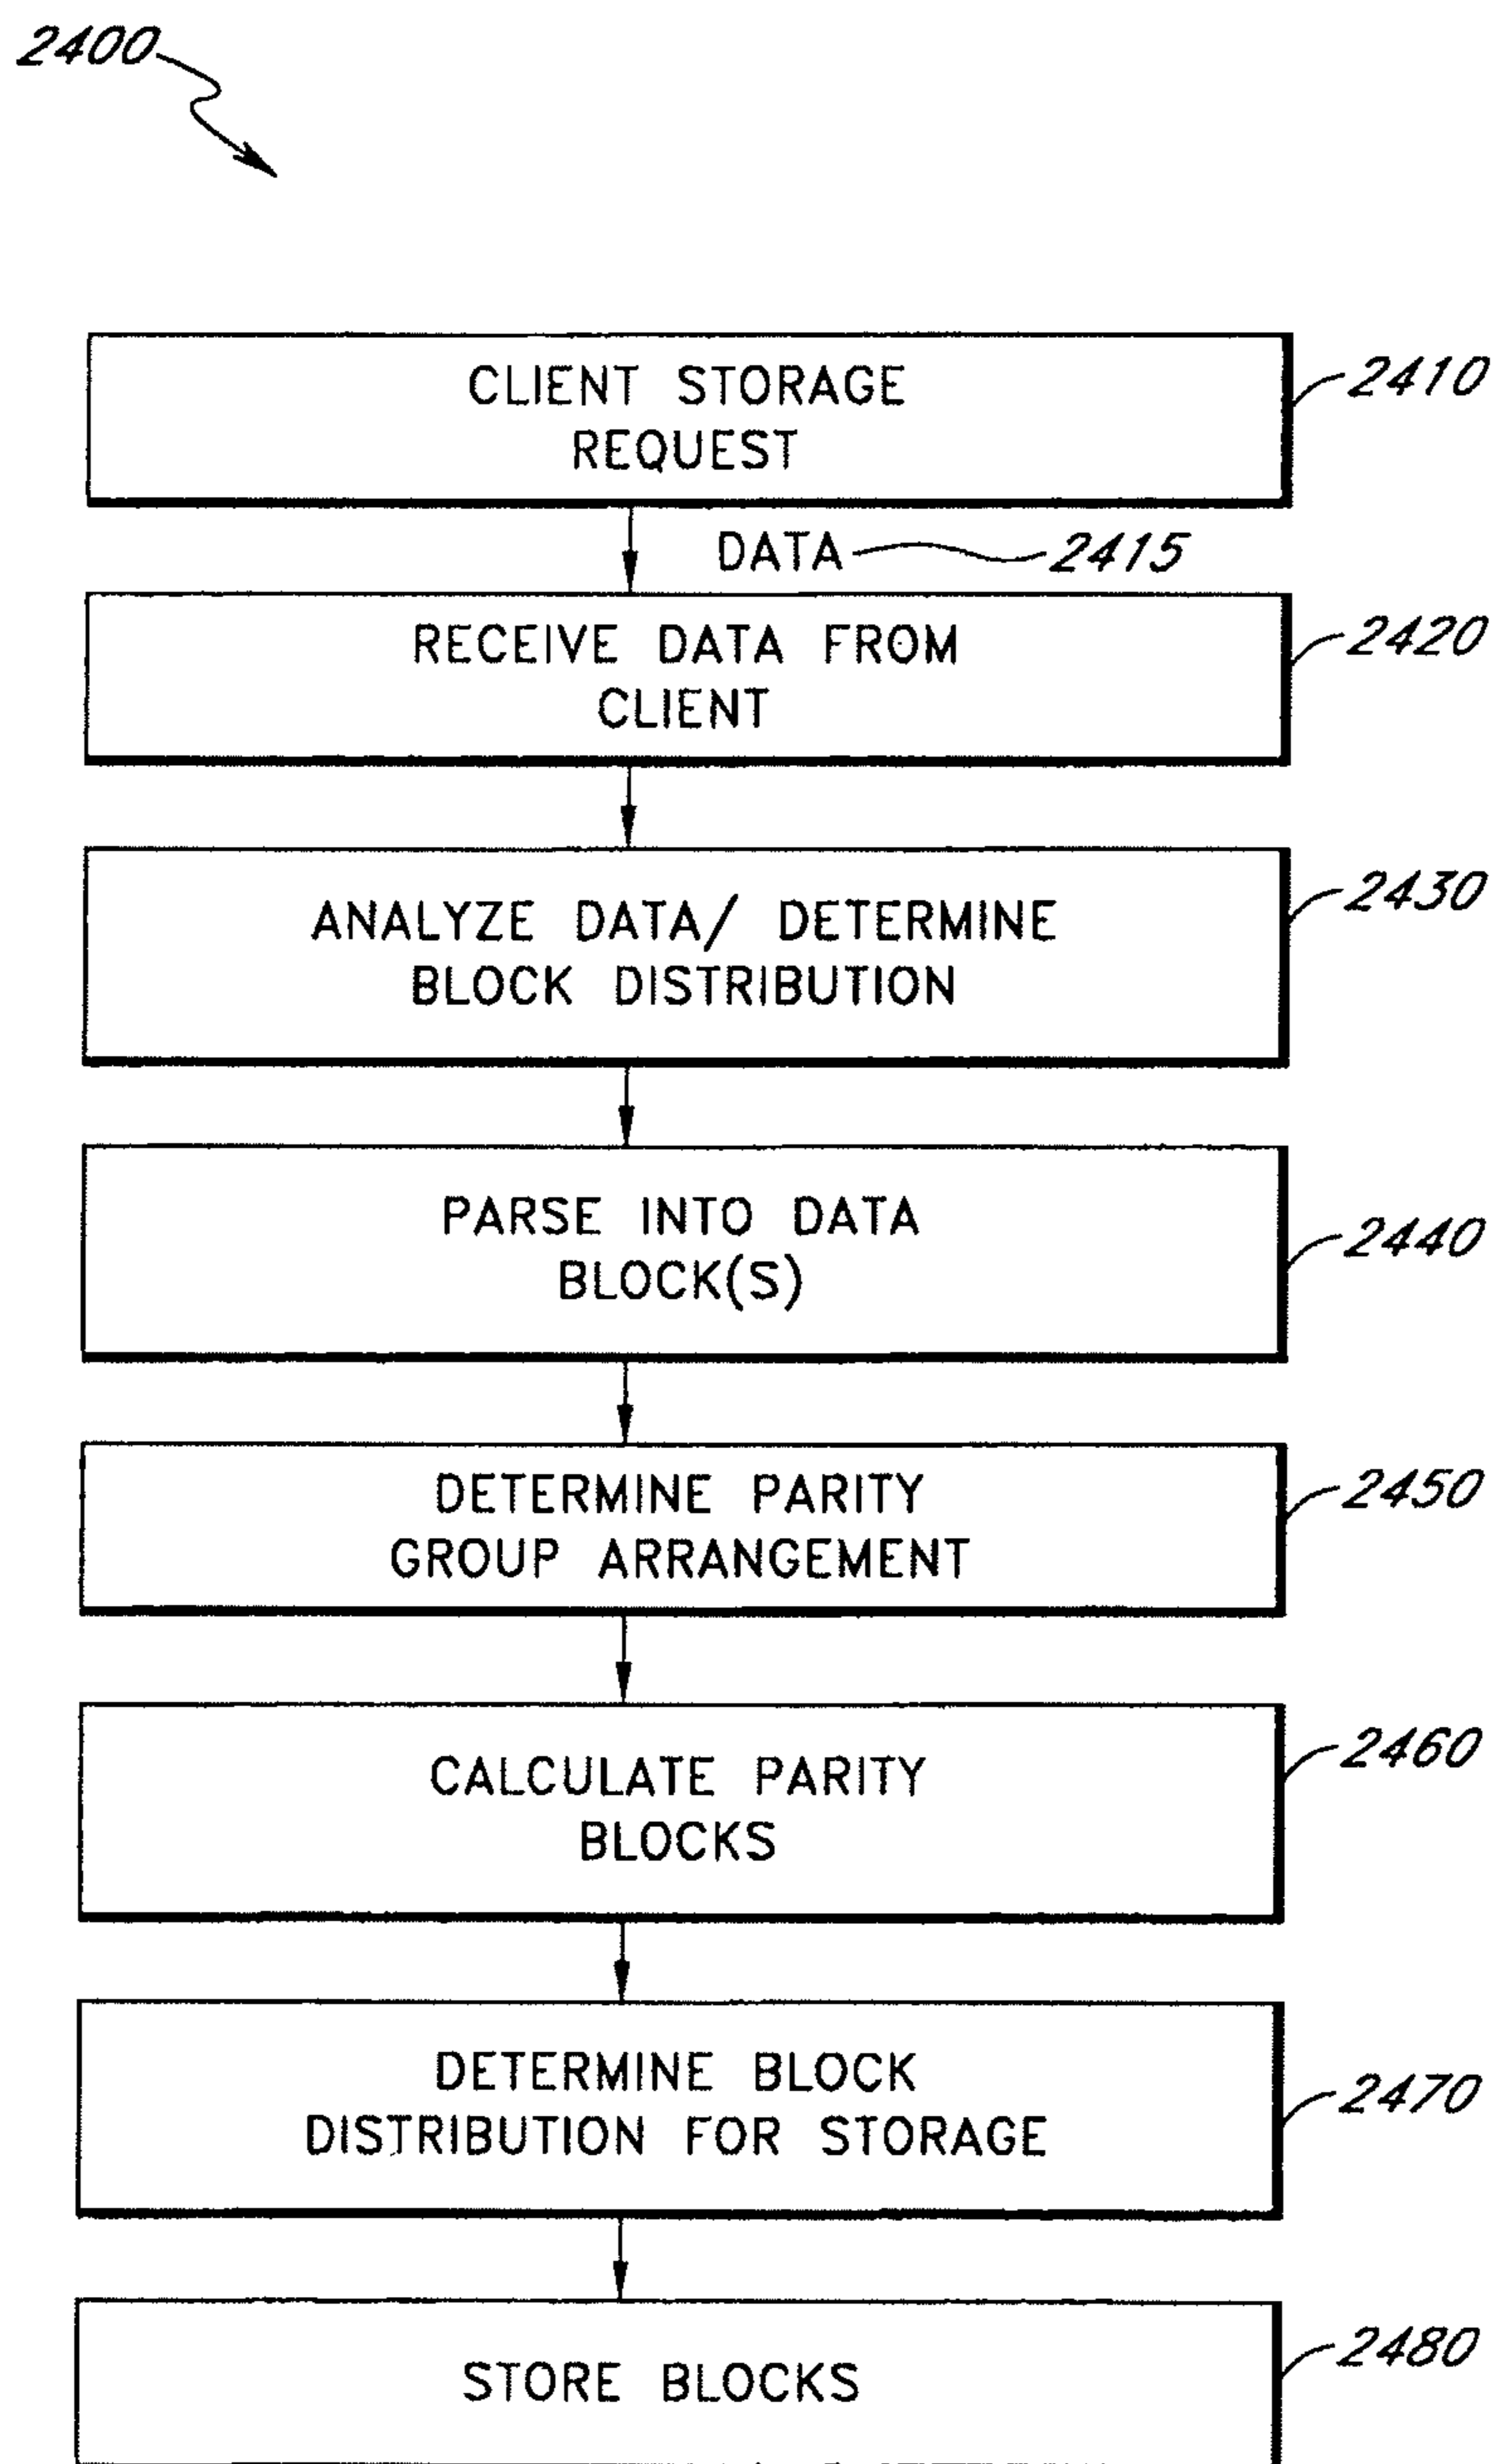 2400
CLIENT STORAGE
REQUEST
2410
DATA 2415
RECEIVE DATA FROM
CLIENT
2420
ANALYZE DATA/ DETERMINE
BLOCK DISTRIBUTION
2430
PARSE INTO DATA
BLOCK(S)
2440
DETERMINE PARITY
GROUP ARRANGEMENT
2450
CALCULATE PARITY
BLOCKS
2460
DETERMINE BLOCK
DISTRIBUTION FOR STORAGE
2470
STORE BLOCKS
2480